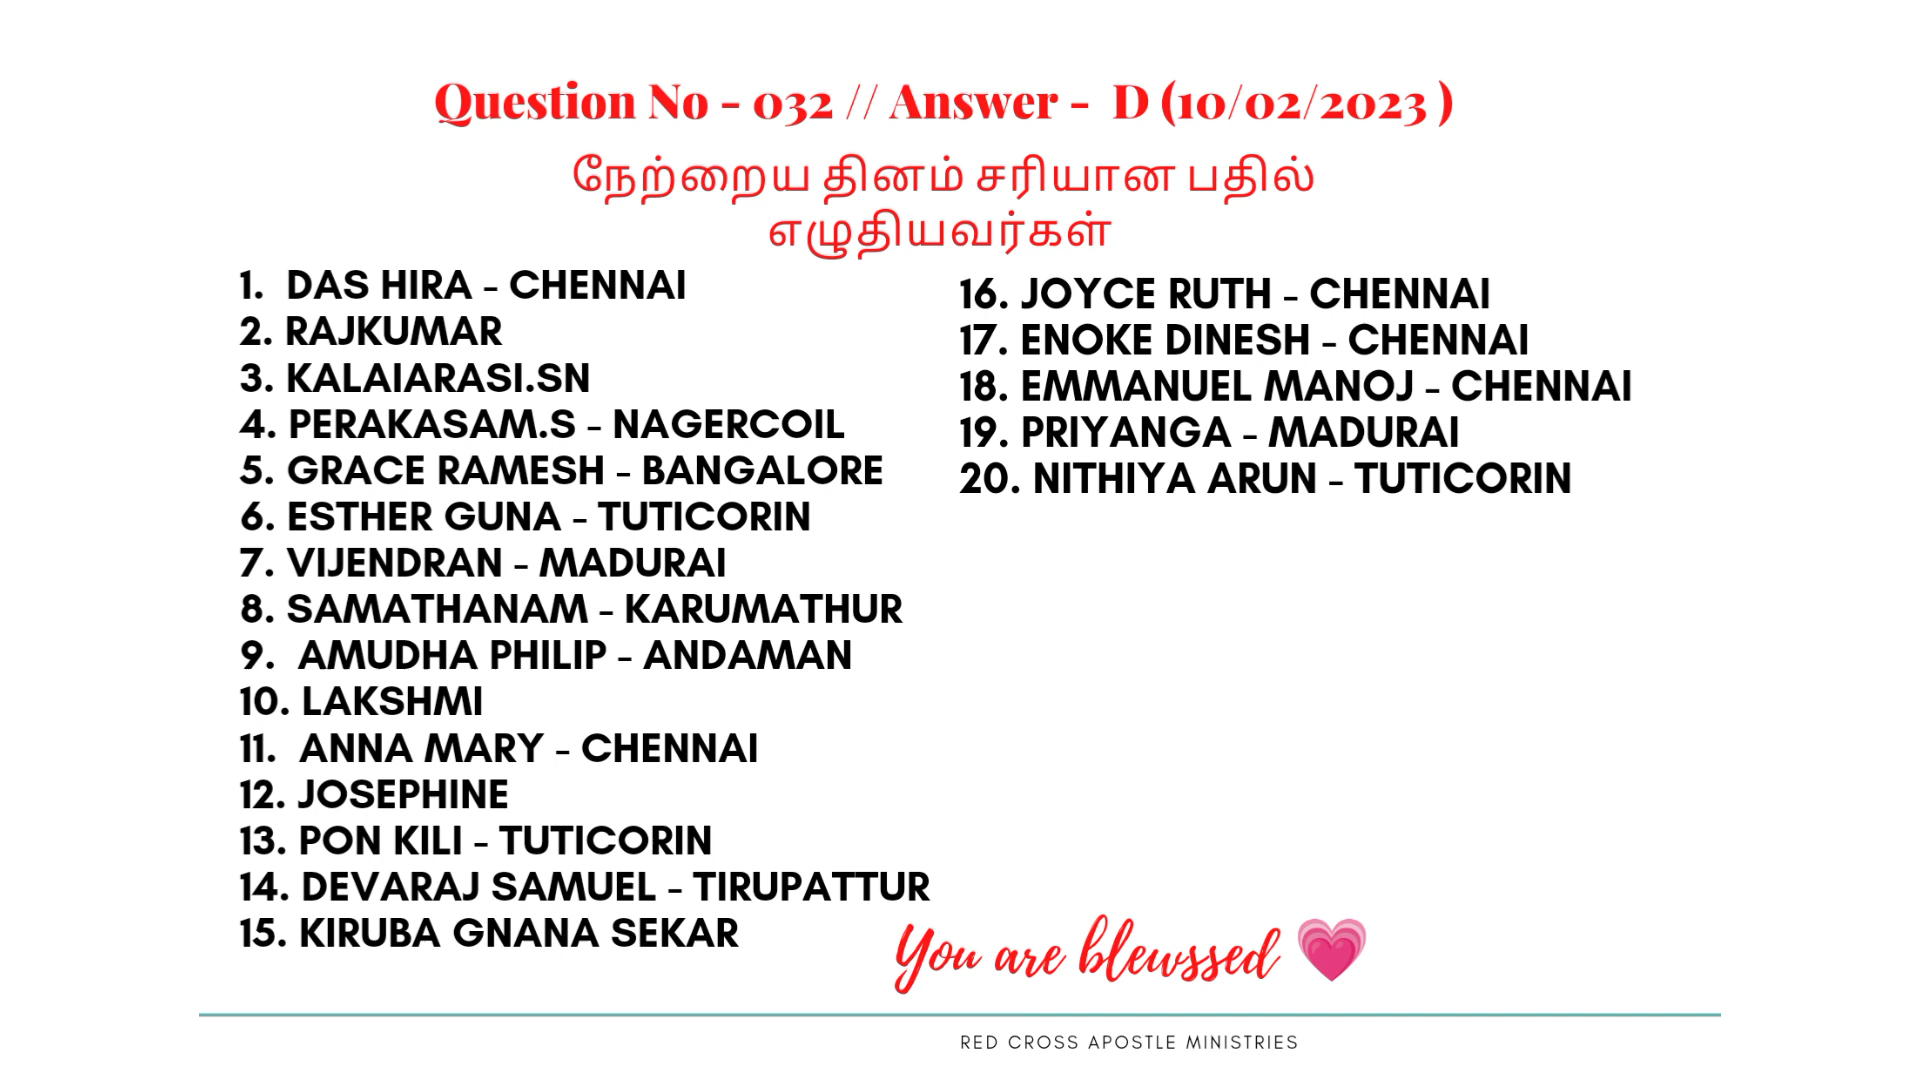 Question No - 032 // Answer - D (10/02/2023 )
நேற்றைய தினம் சரியான பதில்
எழுதியவர்கள்
1. DAS HIRA - CHENNAI
2. RAJKUMAR
3. KALAIARASI.SN
4. PERAKASAM.S - NAGERCOIL
5. GRACE RAMESH - BANGALORE
6. ESTHER GUNA - TUTICORIN
7. VIJENDRAN - MADURAI
8. SAMATHANAM - KARUMATHUR
9. AMUDHA PHILIP - ANDAMAN
10. LAKSHMI
11. ANNA MARY - CHENNAI
12. JOSEPHINE
13. PON KILI - TUTICORIN
14. DEVARAJ SAMUEL - TIRUPATTUR
15. KIRUBA GNANA SEKAR
16. JOYCE RUTH - CHENNAI
17. ENOKE DINESH - CHENNAI
18. EMMANUEL MANOJ - CHENNAI
19. PRIYANGA - MADURAI
20. NITHIYA ARUN - TUTICORIN
You are blewssed
RED CROSS APOSTLE MINISTRIES